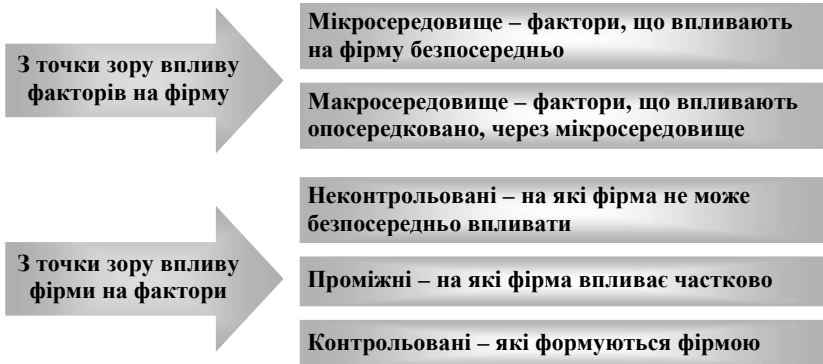 З точки зору впливу
факторів на фірму
Мікросередовище – фактори, що впливають
на фірму безпосередньо
Макросередовище – фактори, що впливають
опосередковано, через мікросередовище
З точки зору впливу
фірми на фактори
Неконтрольовані – на які фірма не може
безпосередньо впливати
Проміжні – на які фірма впливає частково
Контрольовані – які формуються фірмою